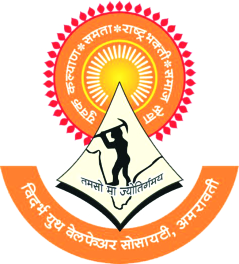 युवक कल्याण * समता * राष्ट्रभक्ती * समाज सेवा
तमसो मा ज्योतिर्गमय
विदर्भ युथ वेलफेअर सोसायटी, अमरावती